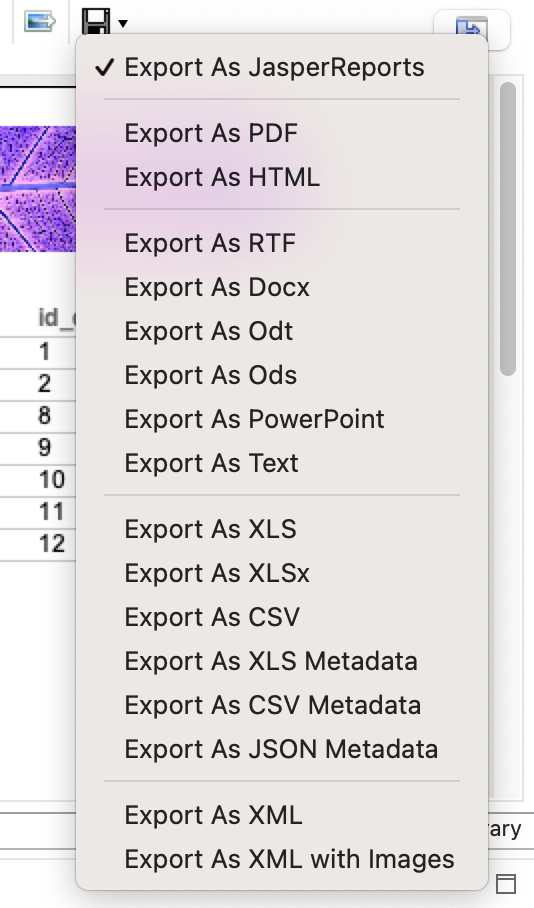 Export As JasperReports
Export As PDF
Export As HTML
Export As RTF
Export As Docx
Export As Odt
Export As Ods
Export As PowerPoint
Export As Text
Export As XLS
Export As XLSx
Export As CSV
Export As XLS Metadata
Export As CSV Metadata
Export As JSON Metadata
Export As XML
Export As XML with Images
id_
1
2
8
9
10
11
12